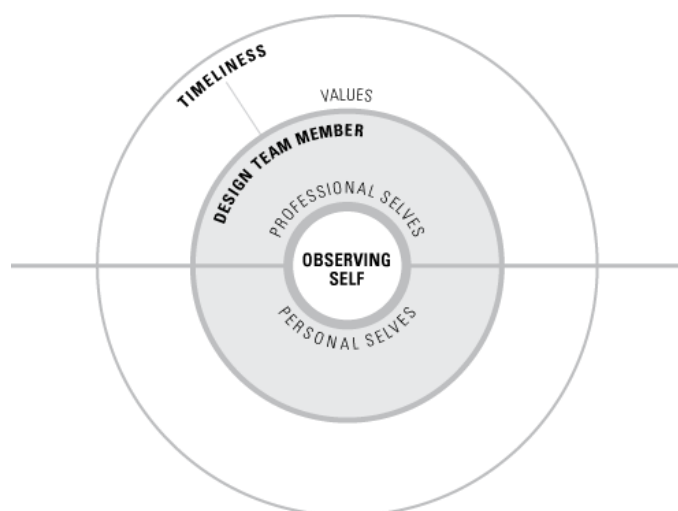 TIMELINESS
VALUES
DESIGN TEAM MEMBER
PROFESSIONAL SELVES
OBSERVING
SELF
PERSONAL SELVES